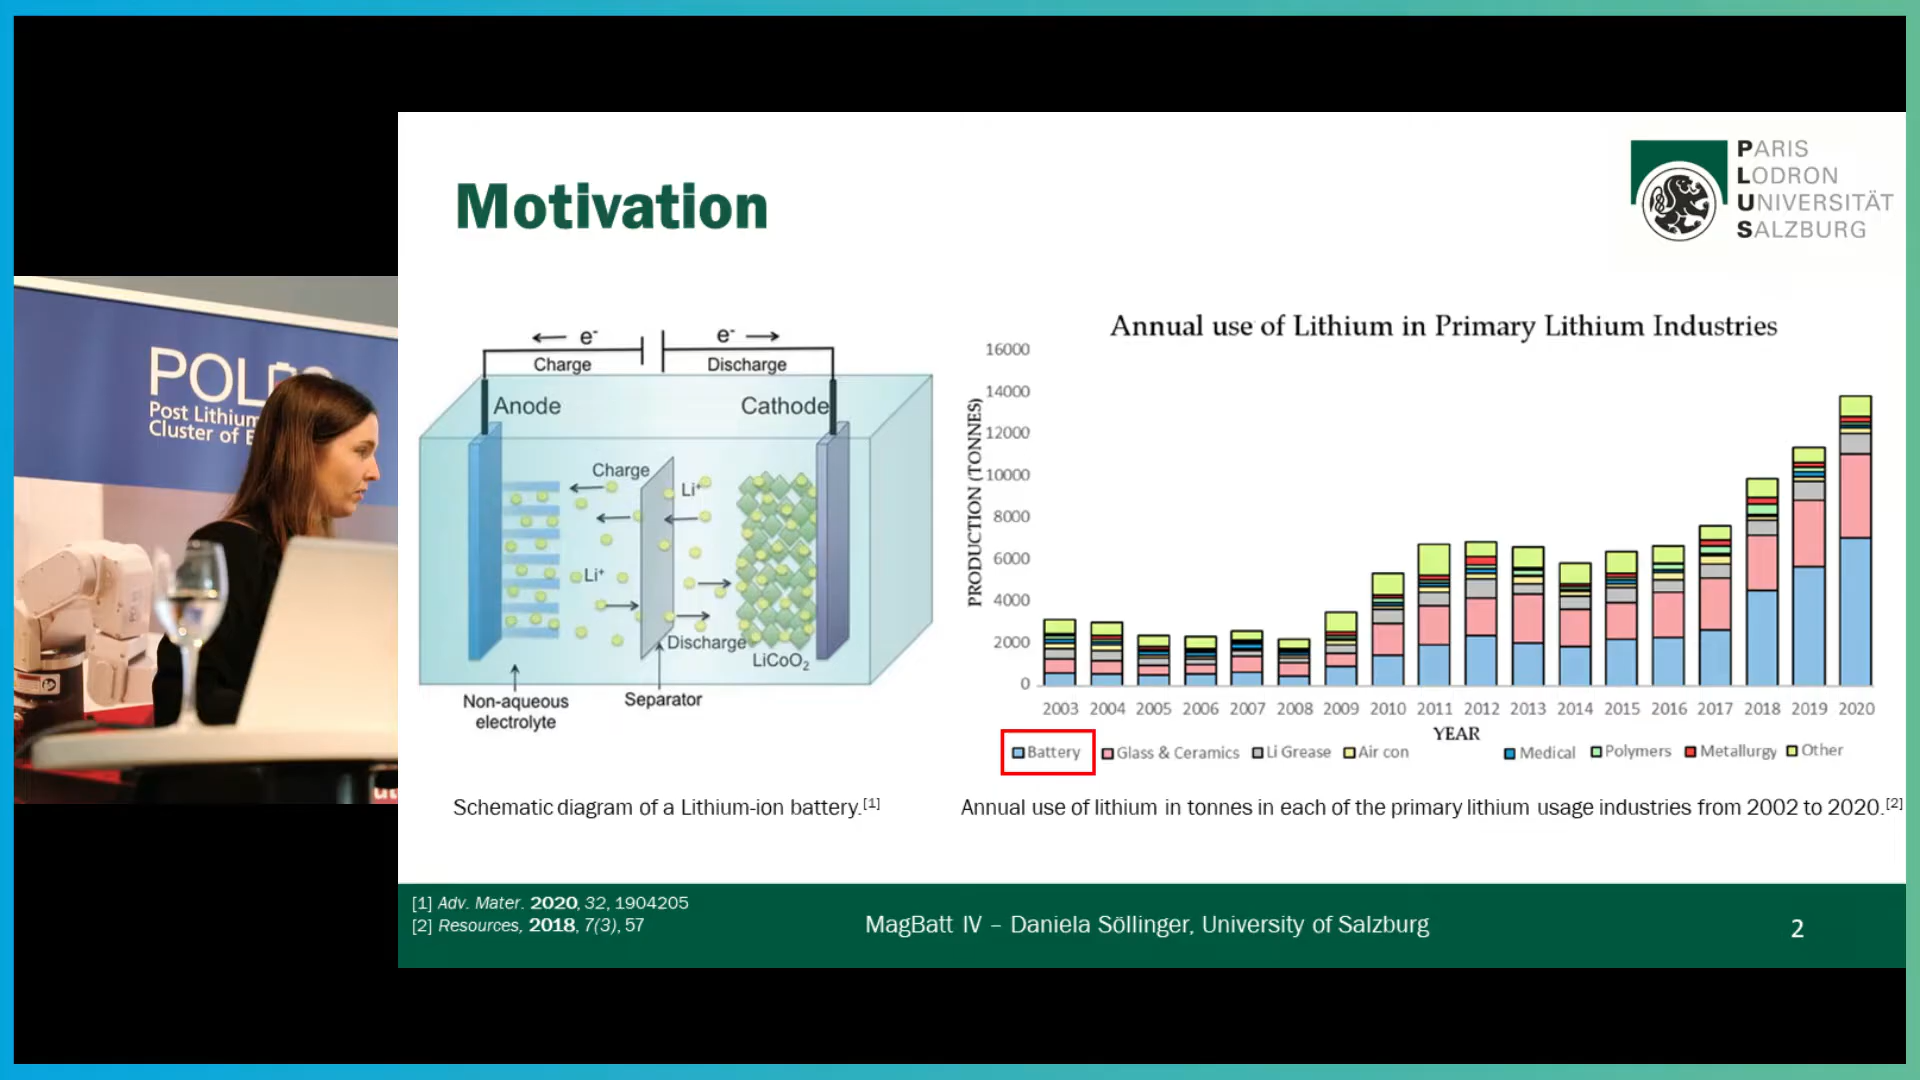 Motivation
PARIS
LODRON
UNIVERSITÄT
SALZBURG
POLiS
Post Lithium
Cluster of E
e-
e-
Charge
Discharge
Anode
Cathode
Charge
Li+
Li+
Discharge
LiCoO2
Non-aqueous
electrolyte
Separator
Schematic diagram of a Lithium-ion battery.[1]
Annual use of Lithium in Primary Lithium Industries
PRODUCTION (TONNES)
16000
14000
12000
10000
8000
6000
4000
2000
0
2003 2004 2005 2006 2007 2008 2009 2010 2011 2012 2013 2014 2015 2016 2017 2018 2019 2020
YEAR
Battery Glass & Ceramics Li Grease Air con Medical Polymers Metallurgy Other
Annual use of lithium in tonnes in each of the primary lithium usage industries from 2002 to 2020.[2]
[1] Adv. Mater. 2020, 32, 1904205
[2] Resources, 2018, 7(3), 57
MagBatt IV – Daniela Söllinger, University of Salzburg
2